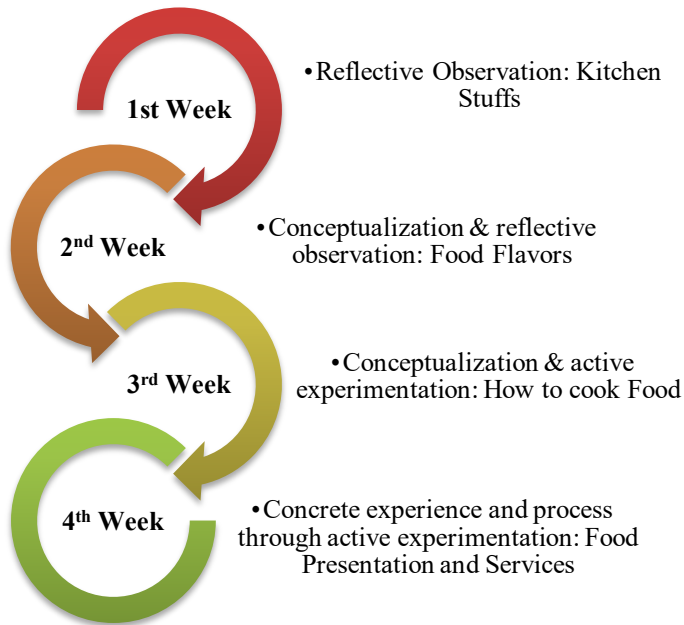 1st Week
•Reflective Observation: Kitchen
Stuffs
2nd Week
•Conceptualization & reflective
observation: Food Flavors
3rd Week
•Conceptualization & active
experimentation: How to cook Food
4th Week
•Concrete experience and process
through active experimentation: Food
Presentation and Services